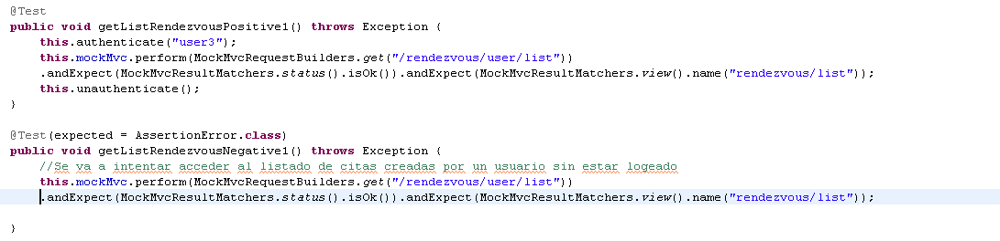 @Test
public void getListRendezvousPositive1() throws Exception {
    this.authenticate("user3");
    this.mockMvc.perform(MockMvcRequestBuilders.get("/rendezvous/user/list"))
    .andExpect(MockMvcResultMatchers.status().isOk()).andExpect(MockMvcResultMatchers.view().name("rendezvous/list"));
    this.unauthenticate();
}
@Test(expected = AssertionError.class)
public void getListRendezvousNegative1() throws Exception {
    //Se va a intentar acceder al listado de citas creadas por un usuario sin estar logeado
    this.mockMvc.perform(MockMvcRequestBuilders.get("/rendezvous/user/list"))
    .andExpect(MockMvcResultMatchers.status().isOk()).andExpect(MockMvcResultMatchers.view().name("rendezvous/list"));
}